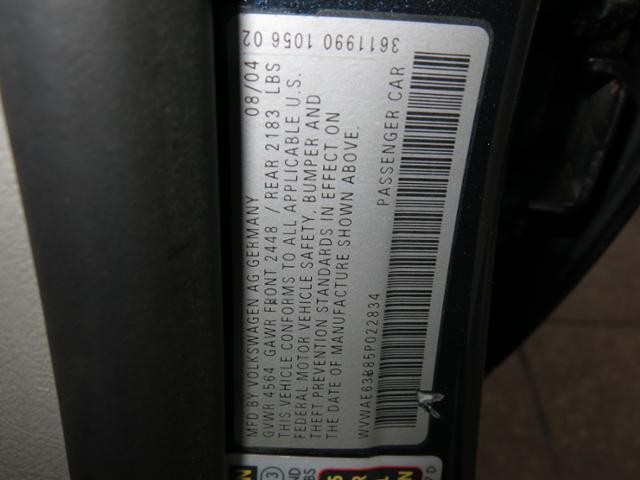 3611990 1056 02
MFD BY VOLKSWAGEN AG GERMANY 08/04
GVWR 4564 GAWR FRONT 2448 / REAR 2183 LBS
THIS VEHICLE CONFORMS TO ALL APPLICABLE U.S.
FEDERAL MOTOR VEHICLE SAFETY, BUMPER AND
THEFT PREVENTION STANDARDS IN EFFECT ON
THE DATE OF MANUFACTURE SHOWN ABOVE.
WVWAE63B85P022834 PASSENGER CAR